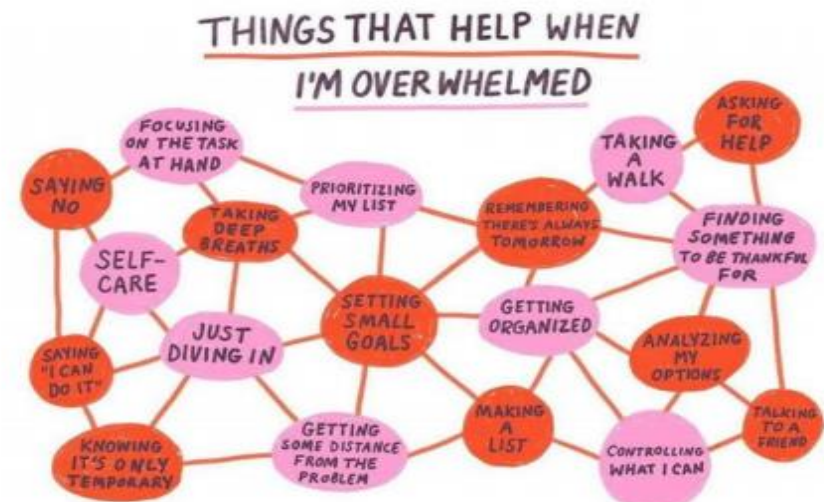 THINGS THAT HELP WHEN
I'M OVERWHELMED
ASKING
FOR
HELP
FOCUSING
ON THE TASK
AT HAND
TAKING
A
WALK
SAYING
NO
PRIORITIZING
MY LIST
TAKING
DEEP
BREATHS
REMEMBERING
THERE'S ALWAYS
TOMORROW
FINDING
SOMETHING
TO BE THANKFUL
FOR
SELF-
CARE
SETTING
SMALL
GOALS
GETTING
ORGANIZED
JUST
DIVING IN
ANALYZING
MY
OPTIONS
SAYING
"I CAN
DO IT"
MAKING
A
LIST
TALKING
TO A
FRIEND
KNOWING
IT'S ONLY
TEMPORARY
GETTING
SOME DISTANCE
FROM THE
PROBLEM
CONTROLLING
WHAT I CAN